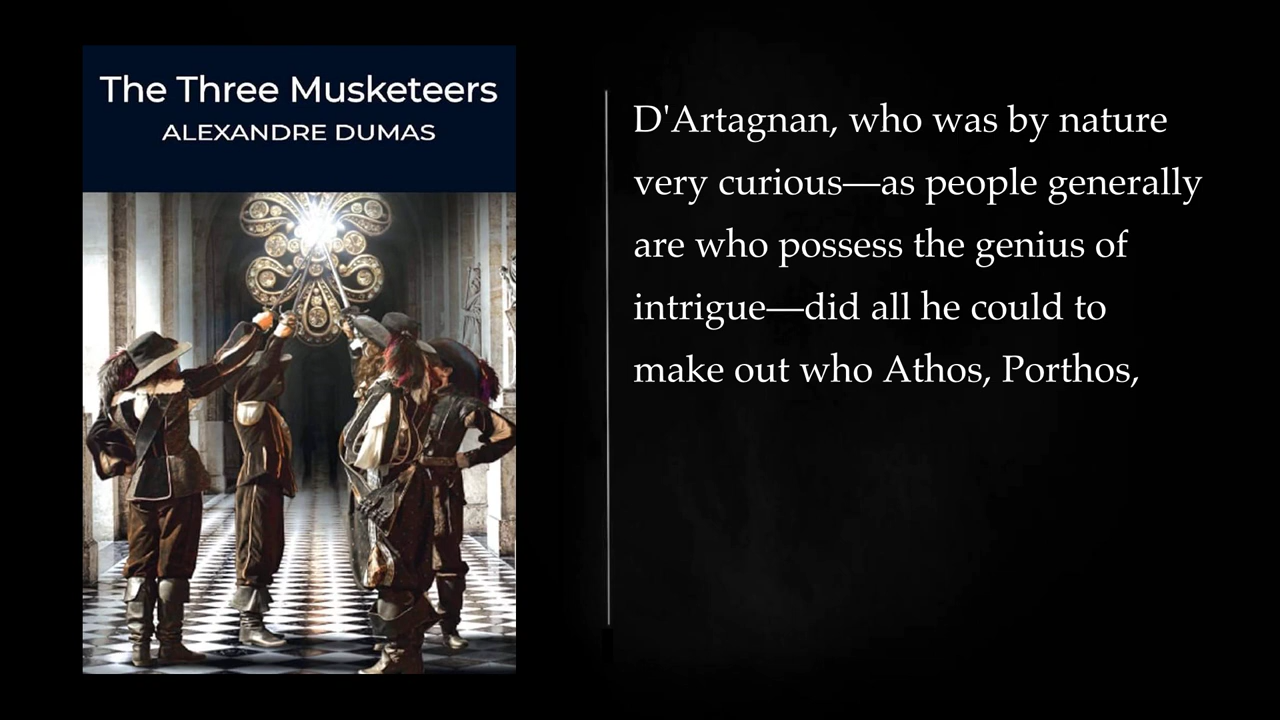 The Three Musketeers
ALEXANDRE DUMAS
D'Artagnan, who was by nature
very curious—as people generally
are who possess the genius of
intrigue—did all he could to
make out who Athos, Porthos,